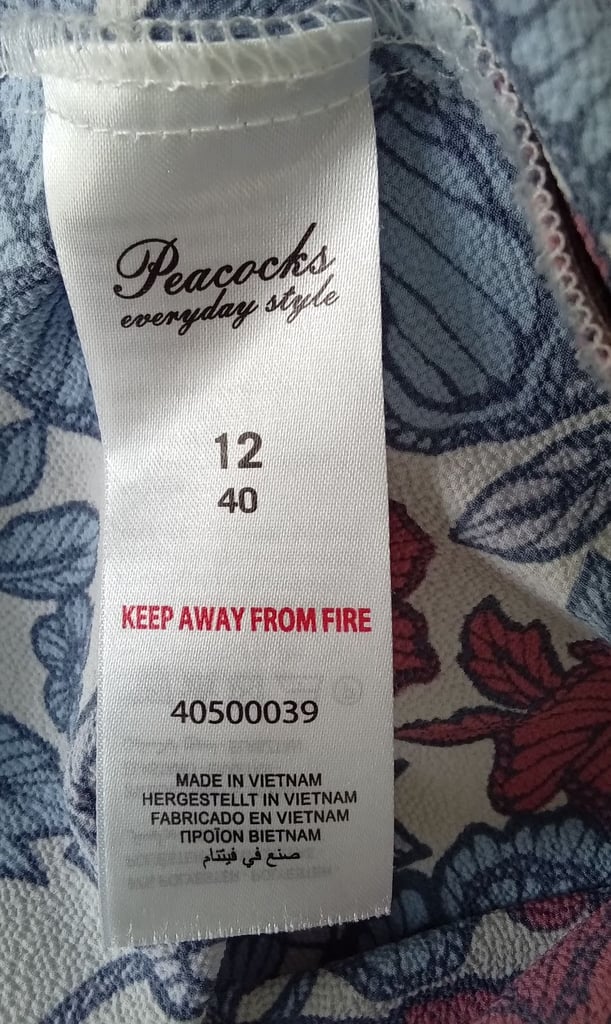 Peacocks
everyday style
12
40
KEEP AWAY FROM FIRE
40500039
MADE IN VIETNAM
HERGESTELLT IN VIETNAM
FABRICADO EN VIETNAM
ΠΡΟΪΟΝ ΒΙΕΤΝΑΜ
صنع في فيتنام